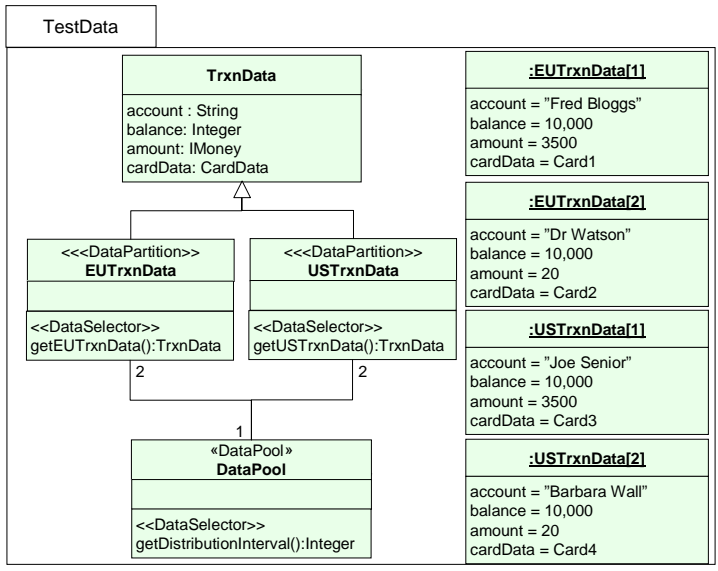 TestData
TrxnData
account : String
balance: Integer
amount: IMoney
cardData: CardData
<<<DataPartition>>
EUTrxnData
<<DataSelector>>
getEUTrxnData():TrxnData
2
<<<DataPartition>>
USTrxnData
<<DataSelector>>
getUSTrxnData():TrxnData
2
1
«DataPool»
DataPool
<<DataSelector>>
getDistributionInterval():Integer
:EUTrxnData[1]
account = "Fred Bloggs"
balance = 10,000
amount = 3500
cardData = Card1
:EUTrxnData[2]
account = "Dr Watson"
balance = 10,000
amount = 20
cardData = Card2
:USTrxnData[1]
account = "Joe Senior"
balance = 10,000
amount = 3500
cardData = Card3
:USTrxnData[2]
account = "Barbara Wall"
balance = 10,000
amount = 20
cardData = Card4